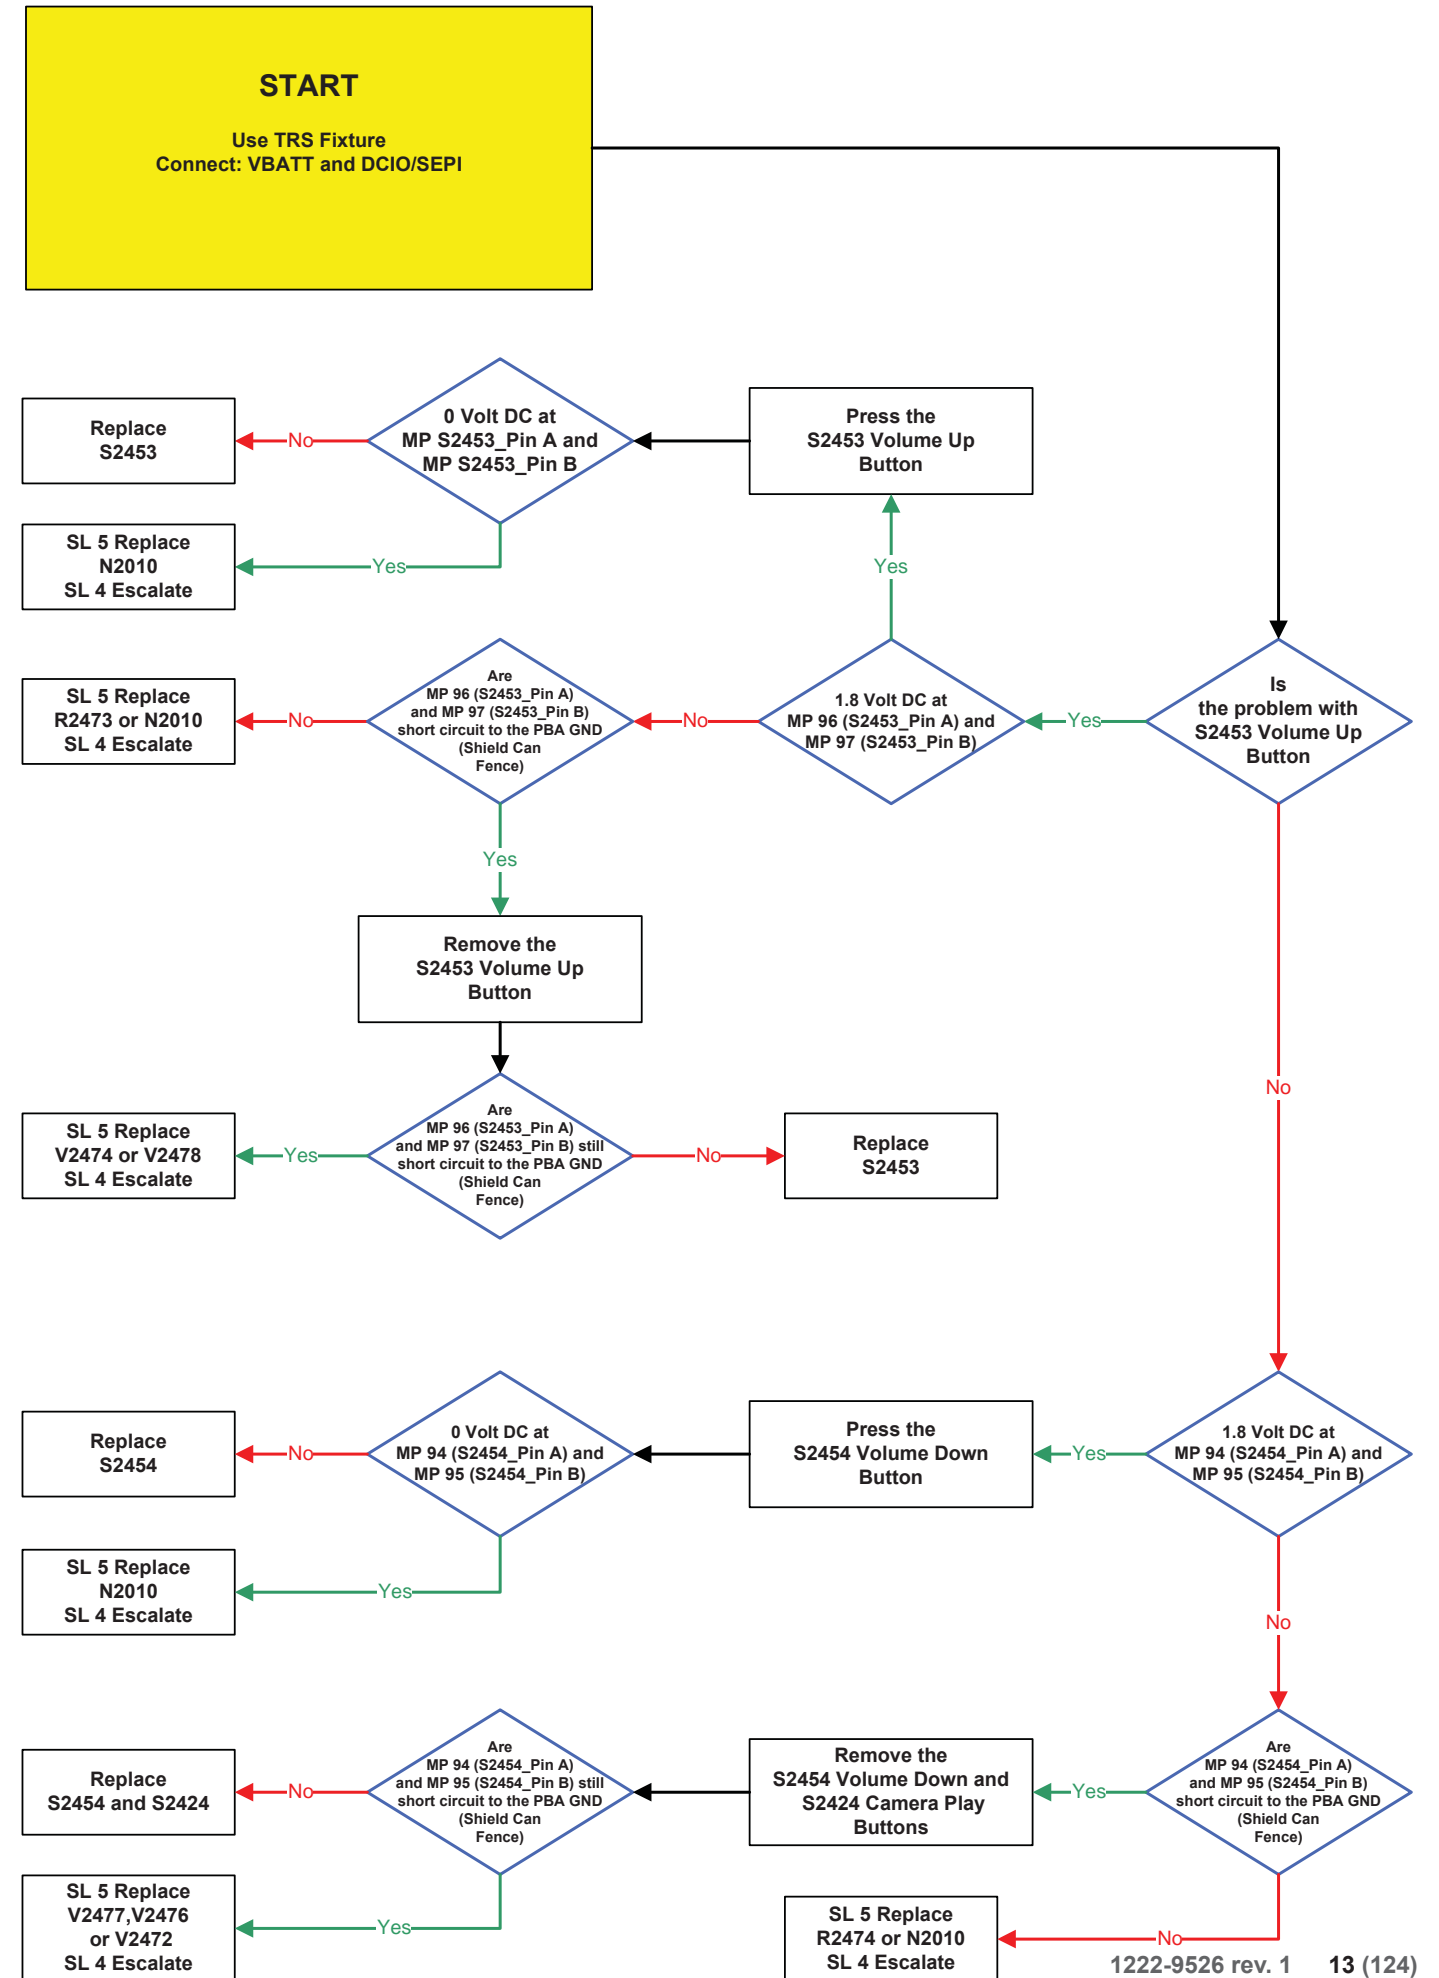 START
Use TRS Fixture
Connect: VBATT and DCIO/SEPI
Replace
S2453
No
0 Volt DC at
MP S2453_Pin A and
MP S2453_Pin B
Press the
S2453 Volume Up
Button
SL 5 Replace
N2010
SL 4 Escalate
Yes
Yes
SL 5 Replace
R2473 or N2010
SL 4 Escalate
No
Are
MP 96 (S2453_Pin A)
and MP 97 (S2453_Pin B)
short circuit to the PBA GND
(Shield Can
Fence)
No
1.8 Volt DC at
MP 96 (S2453_Pin A) and
MP 97 (S2453_Pin B)
Yes
Is
the problem with
S2453 Volume Up
Button
Yes
Remove the
S2453 Volume Up
Button
No
SL 5 Replace
V2474 or V2478
SL 4 Escalate
Yes
Are
MP 96 (S2453_Pin A)
and MP 97 (S2453_Pin B) still
short circuit to the PBA GND
(Shield Can
Fence)
No
Replace
S2453
Replace
S2454
No
0 Volt DC at
MP 94 (S2454_Pin A) and
MP 95 (S2454_Pin B)
Press the
S2454 Volume Down
Button
Yes
1.8 Volt DC at
MP 94 (S2454_Pin A) and
MP 95 (S2454_Pin B)
SL 5 Replace
N2010
SL 4 Escalate
Yes
No
Replace
S2454 and S2424
No
Are
MP 94 (S2454_Pin A)
and MP 95 (S2454_Pin B) still
short circuit to the PBA GND
(Shield Can
Fence)
Remove the
S2454 Volume Down and
S2424 Camera Play
Buttons
Yes
Are
MP 94 (S2454_Pin A)
and MP 95 (S2454_Pin B)
short circuit to the PBA GND
(Shield Can
Fence)
SL 5 Replace
V2477,V2476
or V2472
SL 4 Escalate
Yes
SL 5 Replace
R2474 or N2010
SL 4 Escalate
No
1222-9526 rev. 1 13 (124)